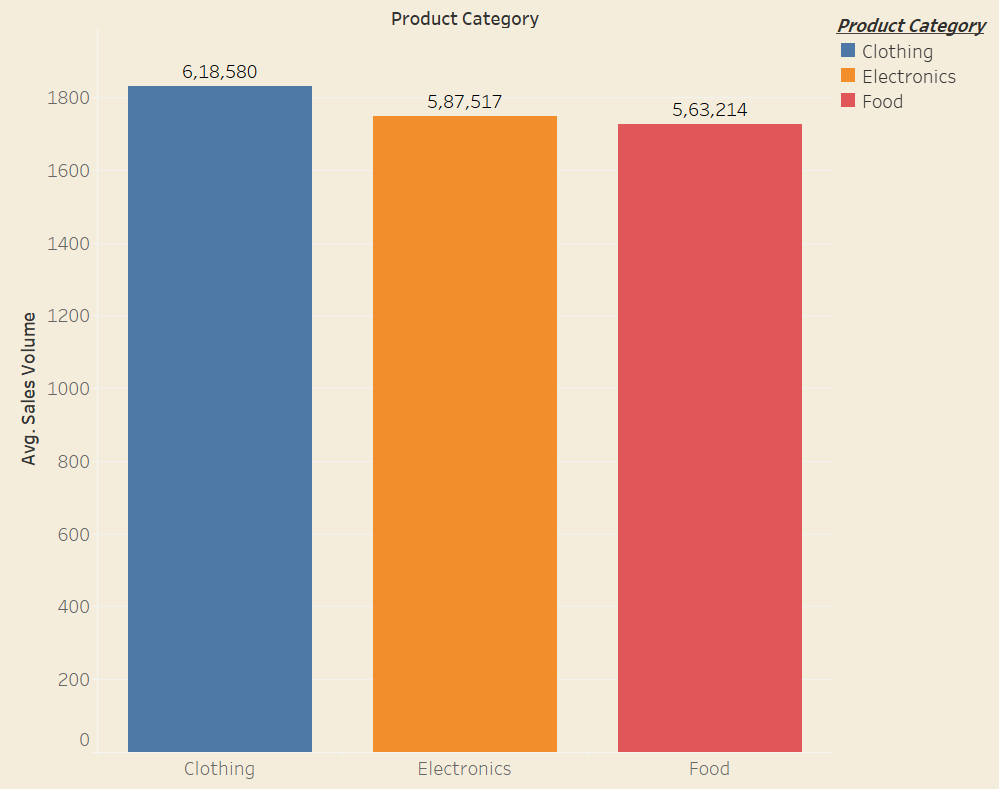 Product Category
Product Category
Clothing
Electronics
Food
6,18,580
5,87,517
5,63,214
Avg. Sales Volume
1800
1600
1400
1200
1000
800
600
400
200
0
Clothing
Electronics
Food